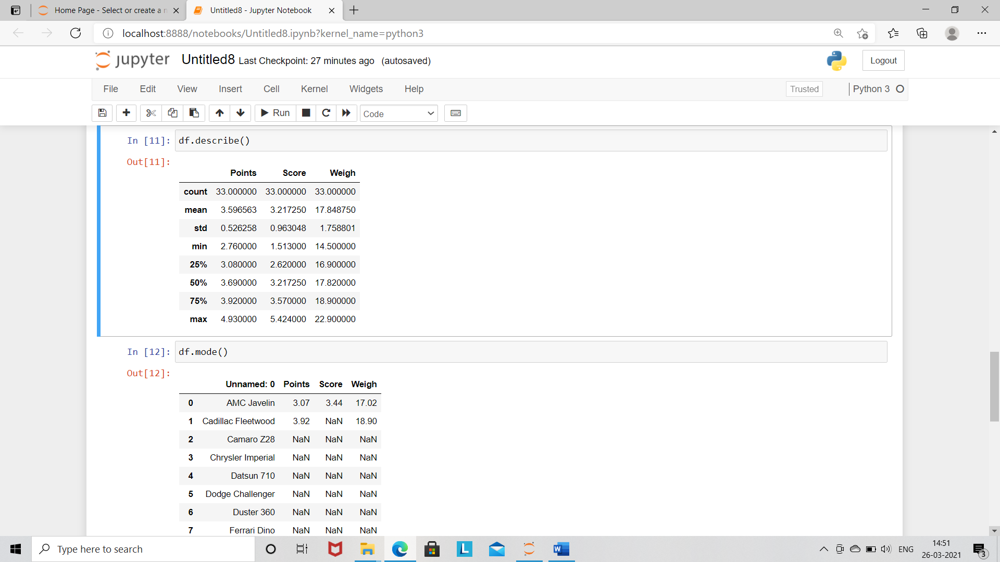 Home Page - Select or create a n
Untitled8 - Jupyter Notebook
localhost:8888/notebooks/Untitled8.ipynb?kernel_name=python3
jupyter Untitled8 Last Checkpoint: 27 minutes ago (autosaved)
Logout
File Edit View Insert Cell Kernel Widgets Help
Trusted Python 3
Run Code
In [11]: df.describe()
Out[11]:
Points Score Weigh
count 33.000000 33.000000 33.000000
mean 3.596563 3.217250 17.848750
std 0.526258 0.963048 1.758801
min 2.760000 1.513000 14.500000
25% 3.080000 2.620000 16.900000
50% 3.690000 3.217250 17.820000
75% 3.920000 3.570000 18.900000
max 4.930000 5.424000 22.900000
In [12]: df.mode()
Out[12]:
Unnamed: 0 Points Score Weigh
0 AMC Javelin 3.07 3.44 17.02
1 Cadillac Fleetwood 3.92 NaN 18.90
2 Camaro Z28 NaN NaN NaN
3 Chrysler Imperial NaN NaN NaN
4 Datsun 710 NaN NaN NaN
5 Dodge Challenger NaN NaN NaN
6 Duster 360 NaN NaN NaN
7 Ferrari Dino NaN NaN NaN
Type here to search
L
W
ENG
14:51
26-03-2021
3